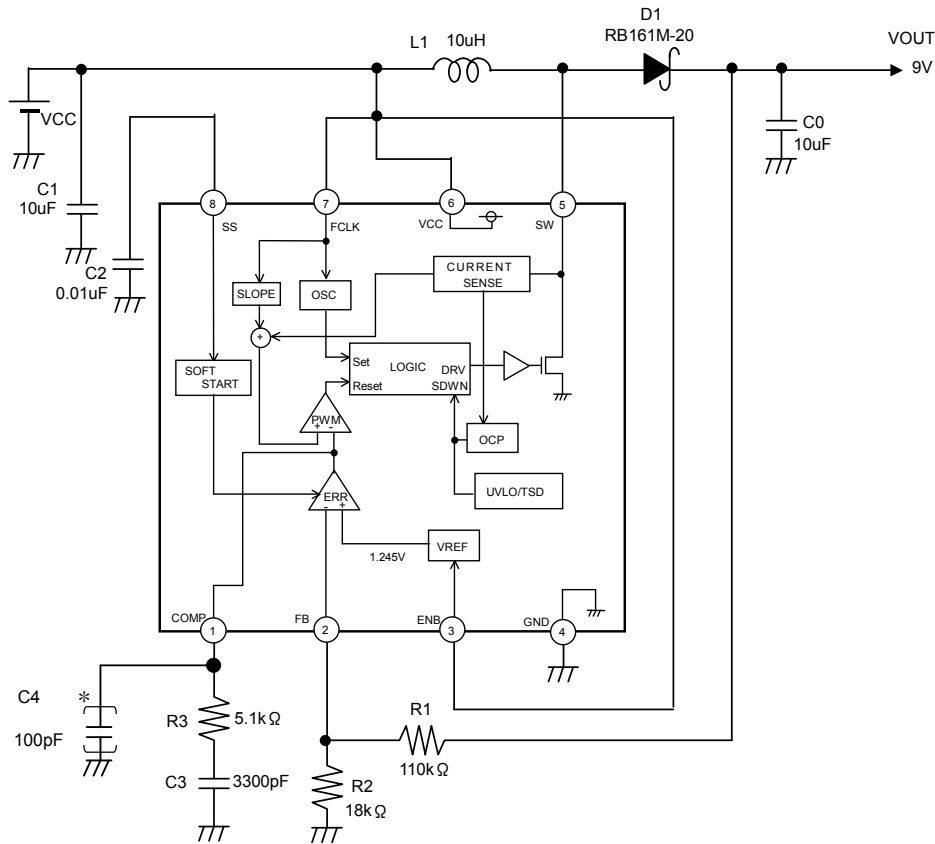 D1
RB161M-20
L1
10uH
VOUT
9V
VCC
C0
10uF
C1
10uF
C2
0.01uF
8
7
6
5
SS
FCLK
VCC
SW
CURRENT
SENSE
SLOPE
OSC
+
Set
LOGIC
DRV
SOFT
START
Reset
SDWN
PWM
+ -
OCP
UVLO/TSD
ERR
- +
1.245V
VREF
COMP
FB
ENB
GND
1
2
3
4
C4
*
100pF
R3
5.1kΩ
C3
3300pF
R1
110kΩ
R2
18kΩ